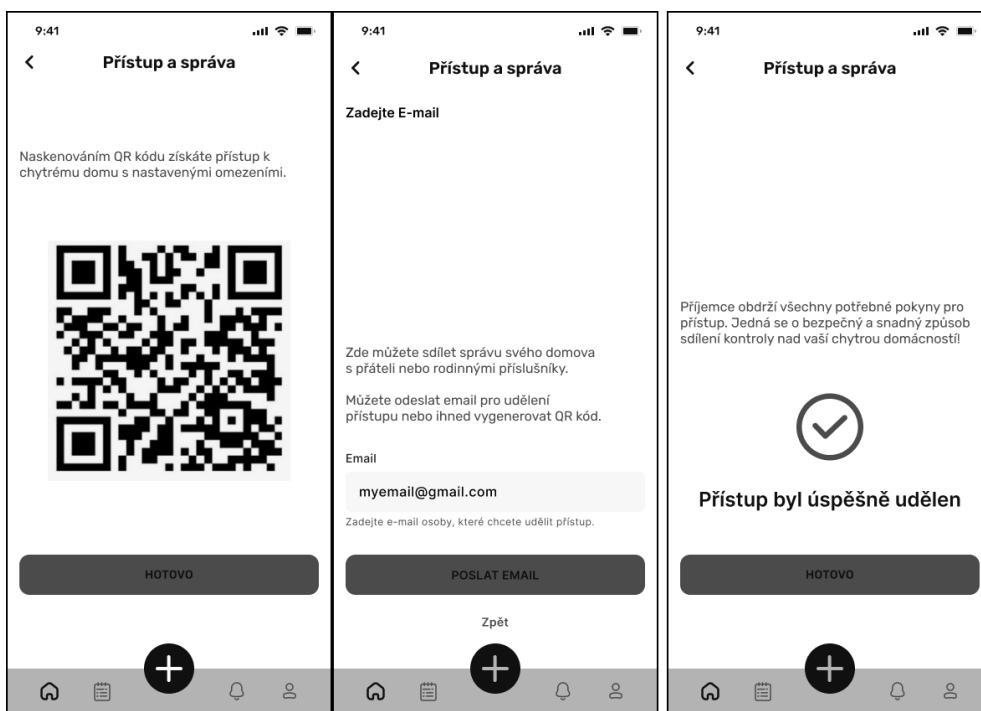 9:41
Přístup a správa
Naskenováním QR kódu získáte přístup k
chytrému domu s nastavenými omezeními.
HOTOVO
9:41
Přístup a správa
Zadejte E-mail
Zde můžete sdílet správu svého domova
s přáteli nebo rodinnými příslušníky.
Můžete odeslat email pro udělení
přístupu nebo ihned vygenerovat QR kód.
Email
myemail@gmail.com
Zadejte e-mail osoby, které chcete udělit přístup.
POSLAT EMAIL
Zpět
9:41
Přístup a správa
Příjemce obdrží všechny potřebné pokyny pro
přístup. Jedná se o bezpečný a snadný způsob
sdílení kontroly nad vaší chytrou domácností!
Přístup byl úspěšně udělen
HOTOVO